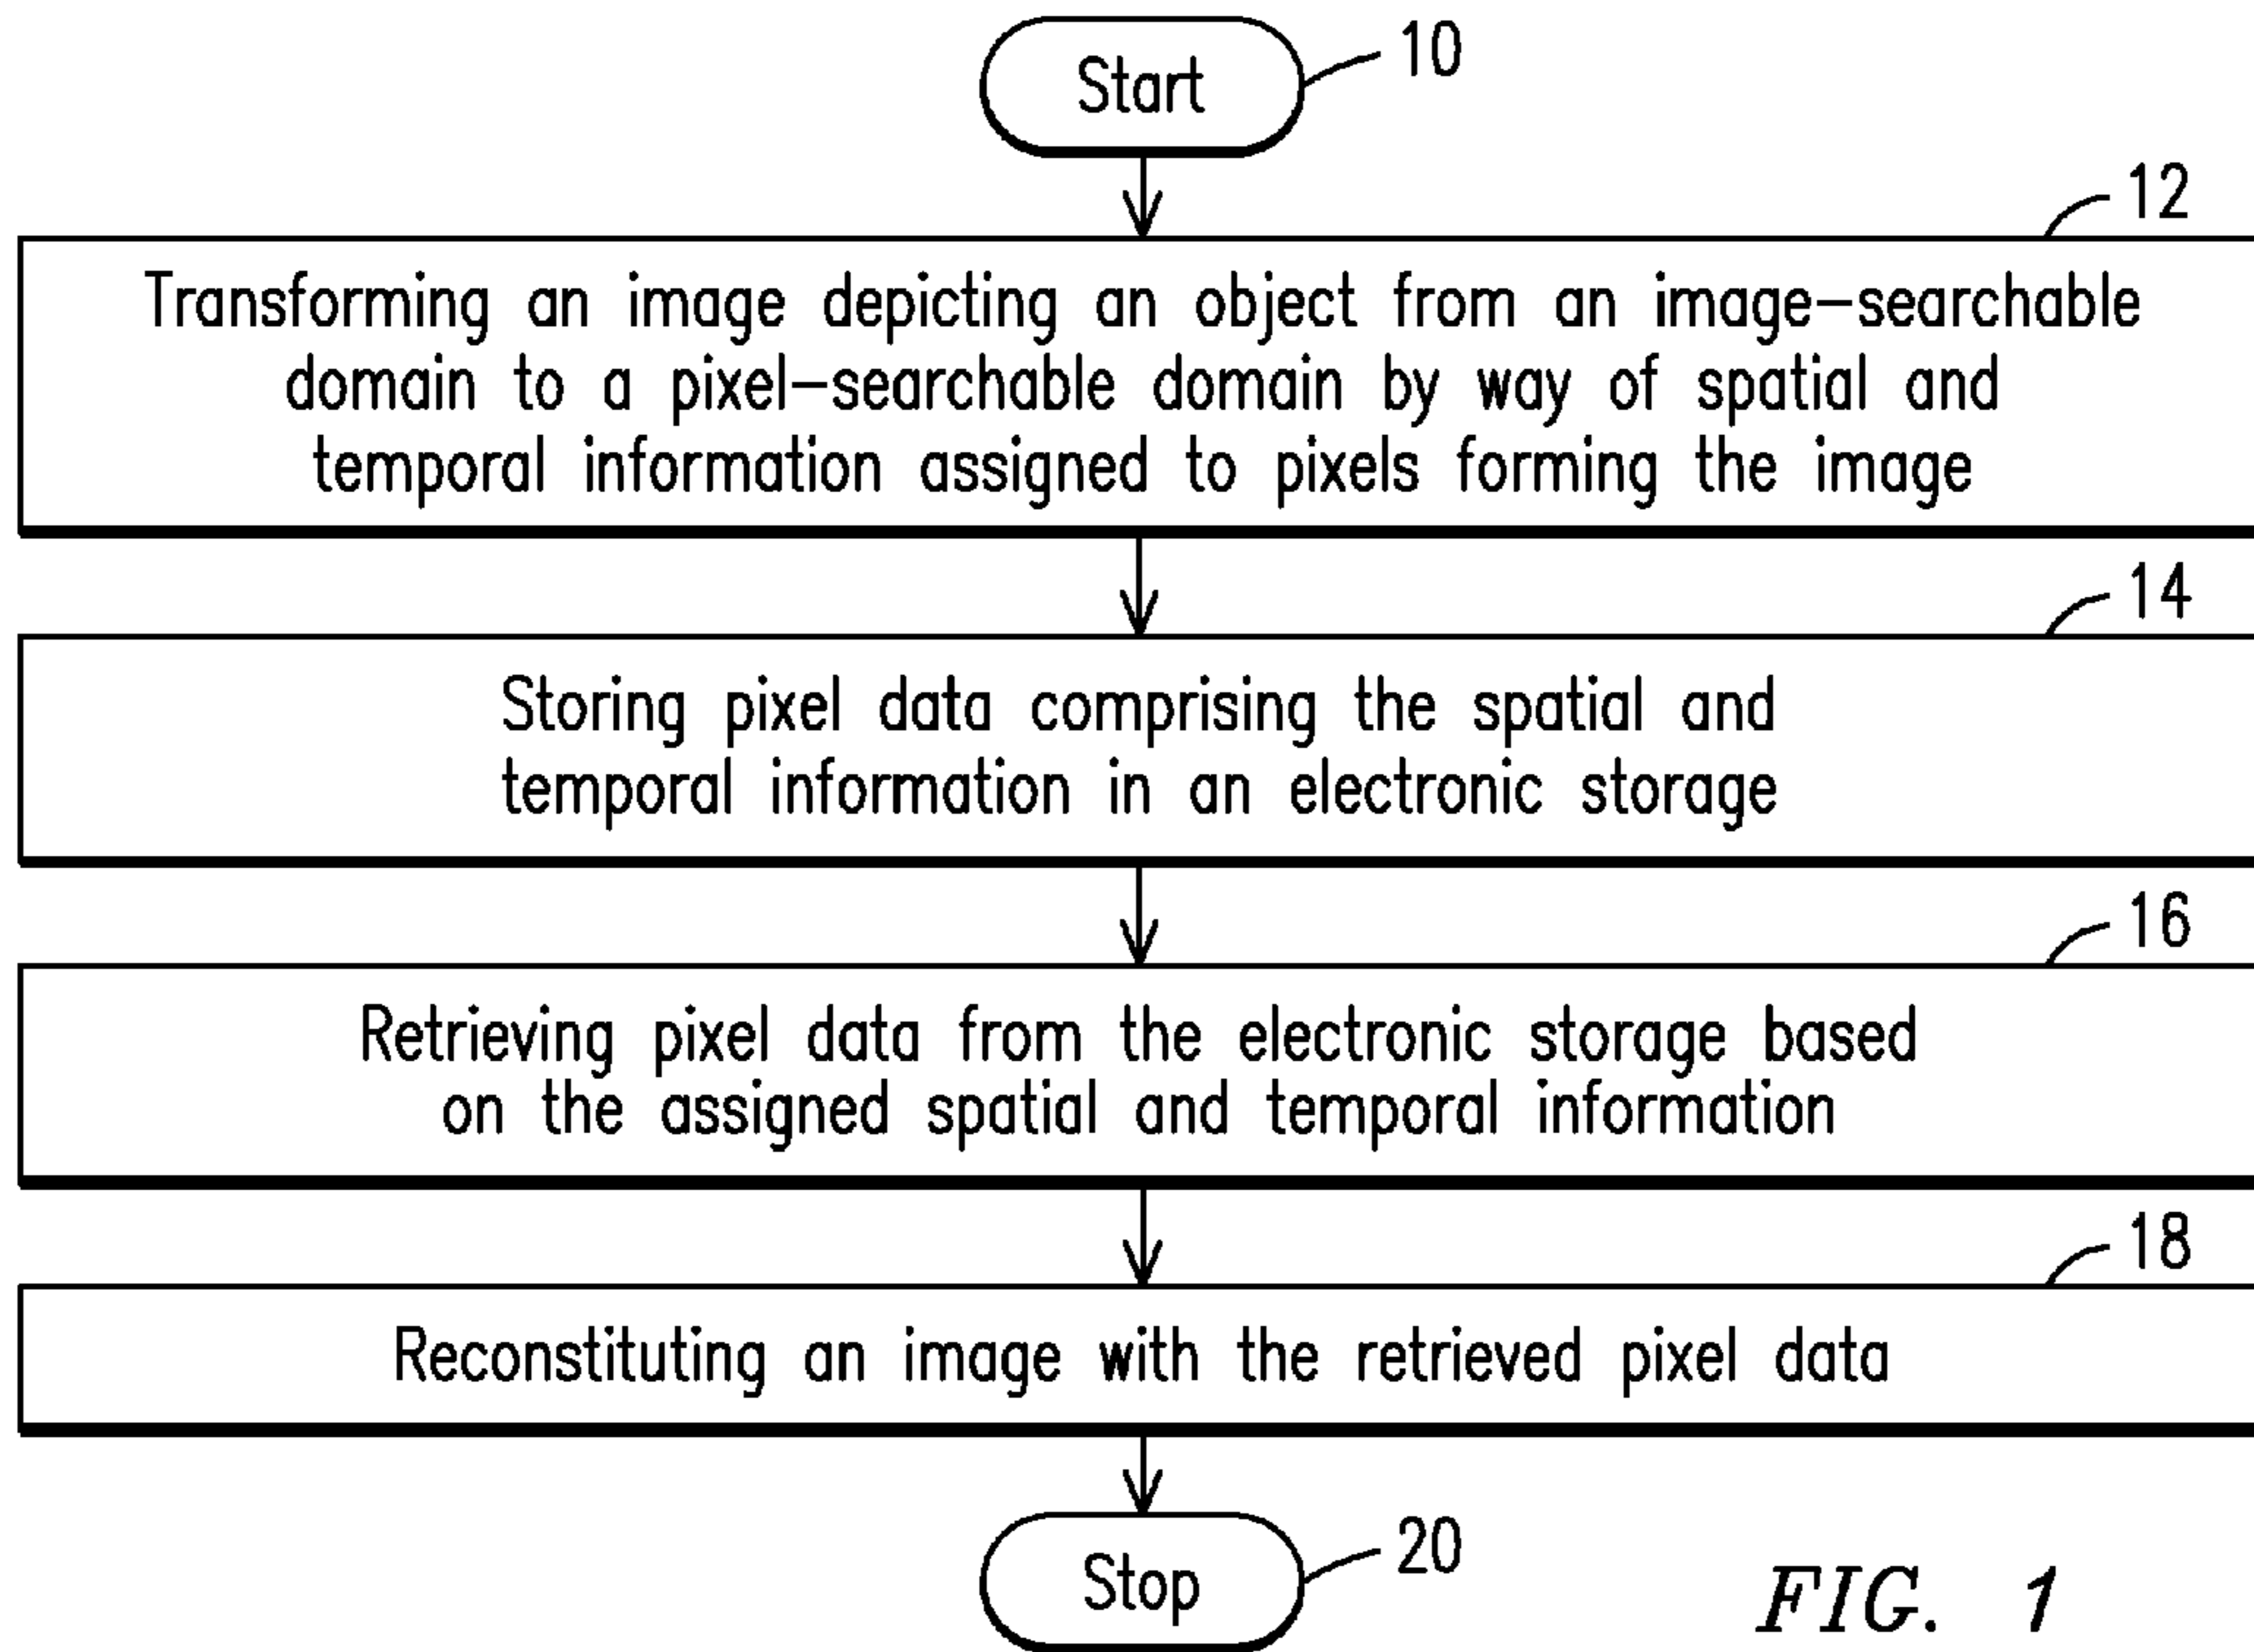 Start
10
12
Transforming an image depicting an object from an image-searchable
domain to a pixel-searchable domain by way of spatial and
temporal information assigned to pixels forming the image
14
Storing pixel data comprising the spatial and
temporal information in an electronic storage
16
Retrieving pixel data from the electronic storage based
on the assigned spatial and temporal information
18
Reconstituting an image with the retrieved pixel data
Stop
20
FIG. 1